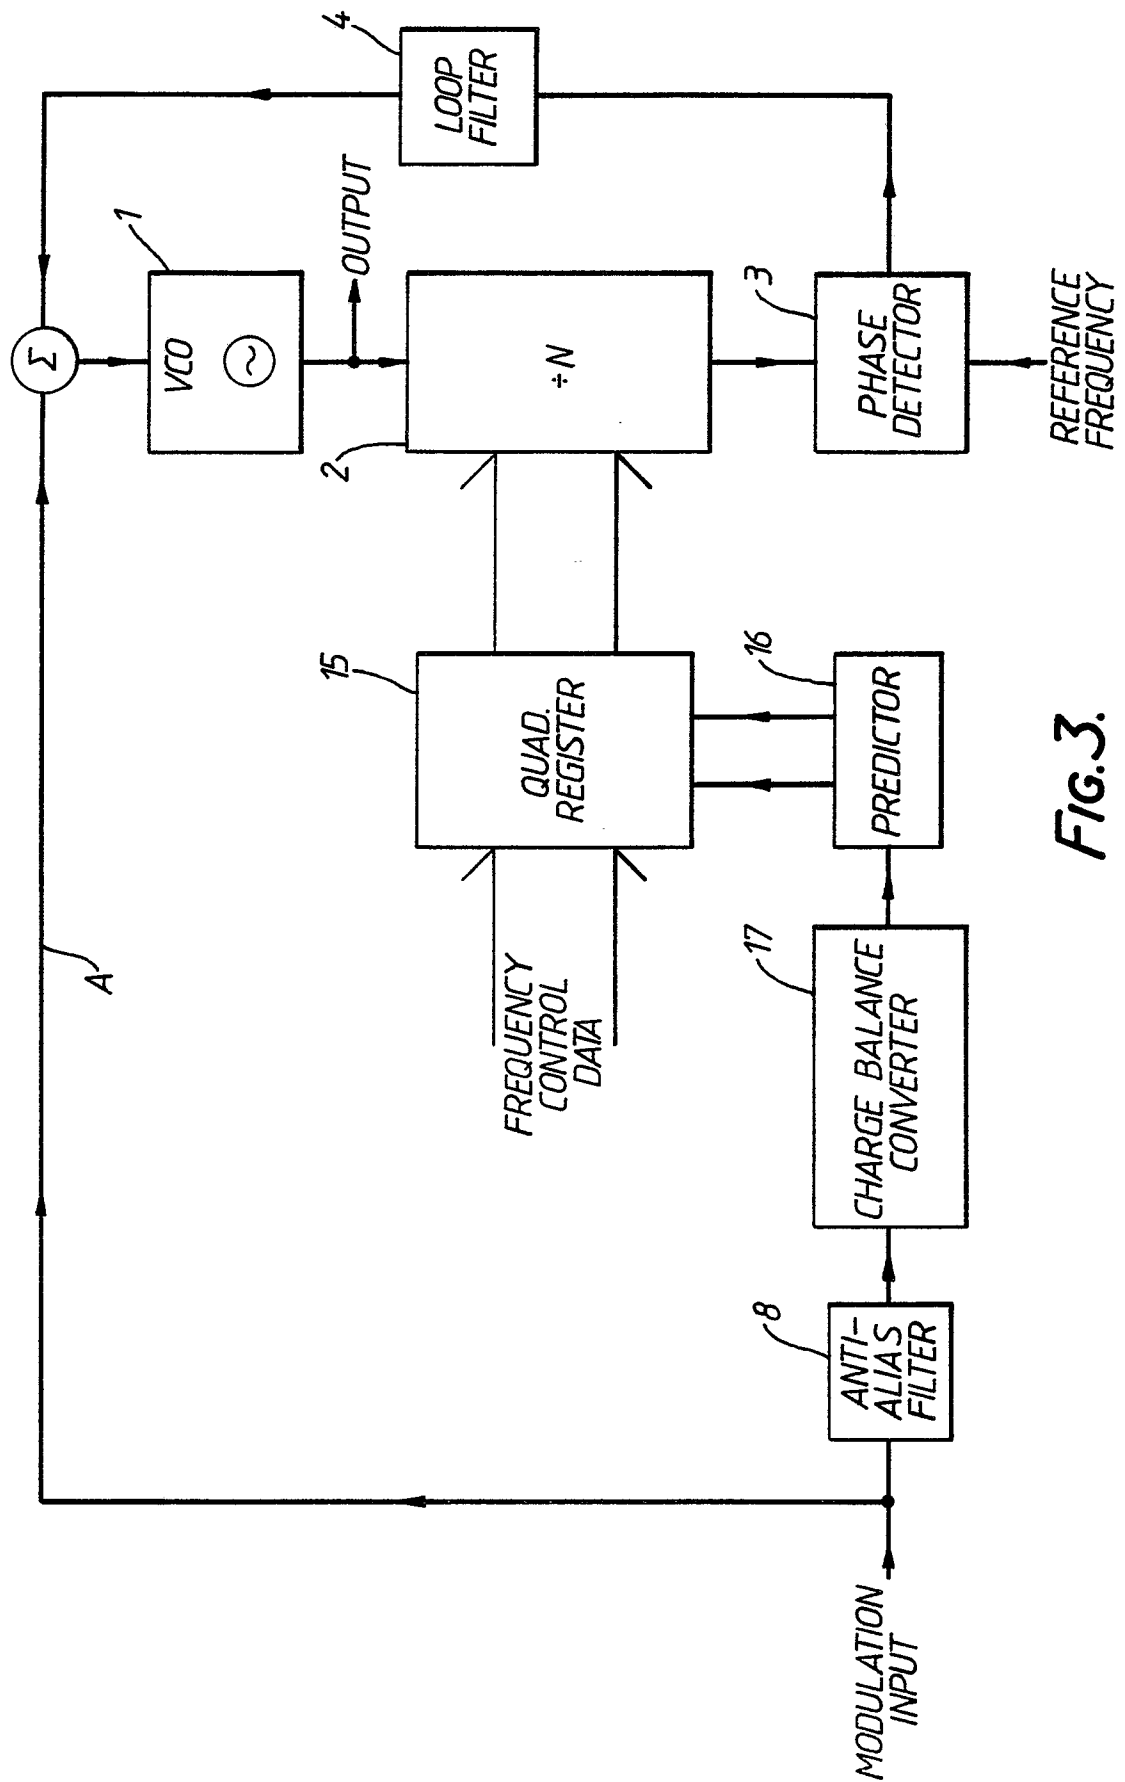 A
Σ
1
VCO
~
OUTPUT
4
LOOP
FILTER
2
÷N
3
PHASE
DETECTOR
REFERENCE
FREQUENCY
15
QUAD.
REGISTER
FREQUENCY
CONTROL
DATA
16
PREDICTOR
17
CHARGE BALANCE
CONVERTER
8
ANTI-
ALIAS
FILTER
MODULATION
INPUT
FIG.3.